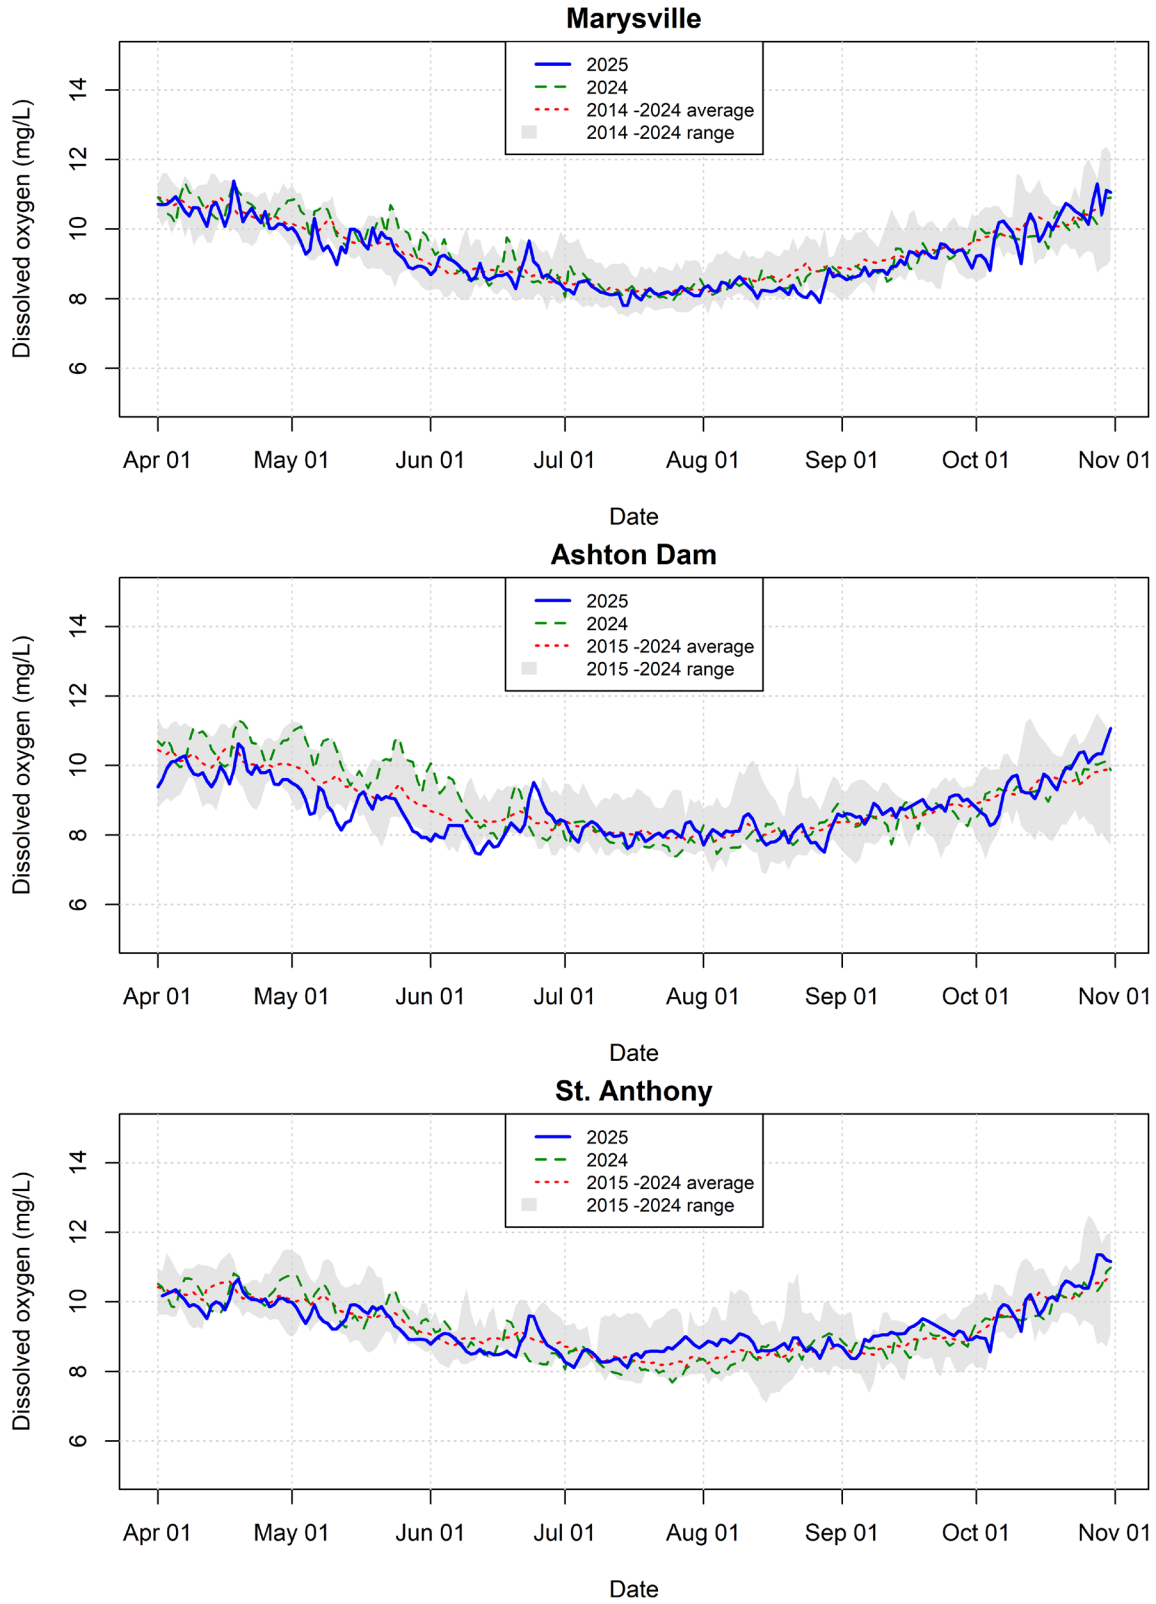 Marysville
2025
2024
2014 -2024 average
2014 -2024 range
Dissolved oxygen (mg/L)
14
12
10
8
6
Apr 01 May 01 Jun 01 Jul 01 Aug 01 Sep 01 Oct 01 Nov 01
Date
Ashton Dam
2025
2024
2015 -2024 average
2015 -2024 range
Dissolved oxygen (mg/L)
14
12
10
8
6
Apr 01 May 01 Jun 01 Jul 01 Aug 01 Sep 01 Oct 01 Nov 01
Date
St. Anthony
2025
2024
2015 -2024 average
2015 -2024 range
Dissolved oxygen (mg/L)
14
12
10
8
6
Apr 01 May 01 Jun 01 Jul 01 Aug 01 Sep 01 Oct 01 Nov 01
Date